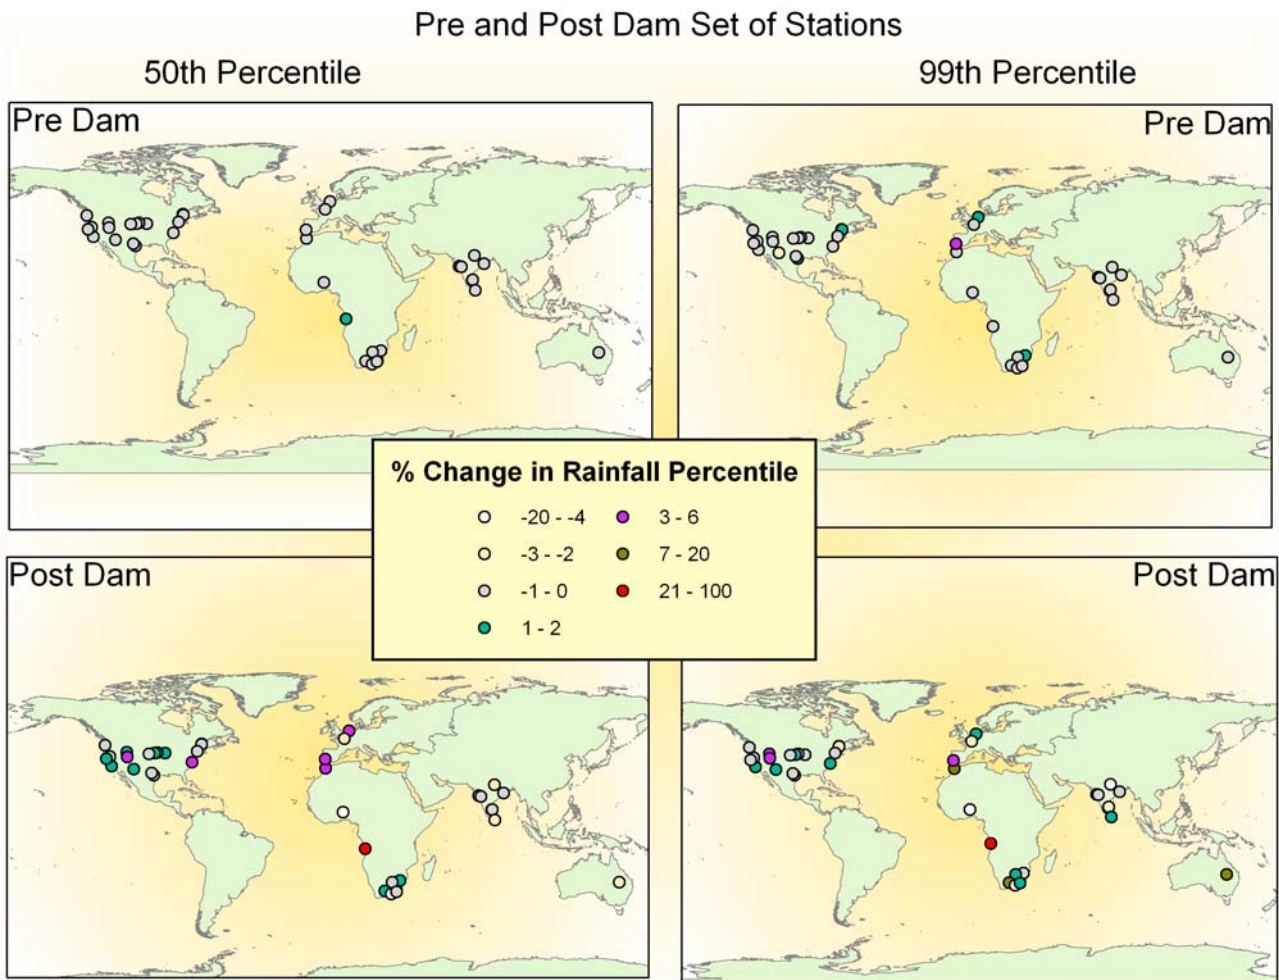 Pre and Post Dam Set of Stations
50th Percentile
99th Percentile
Pre Dam
Pre Dam
% Change in Rainfall Percentile
-20 - -4
3 - 6
-3 - -2
7 - 20
-1 - 0
21 - 100
1 - 2
Post Dam
Post Dam